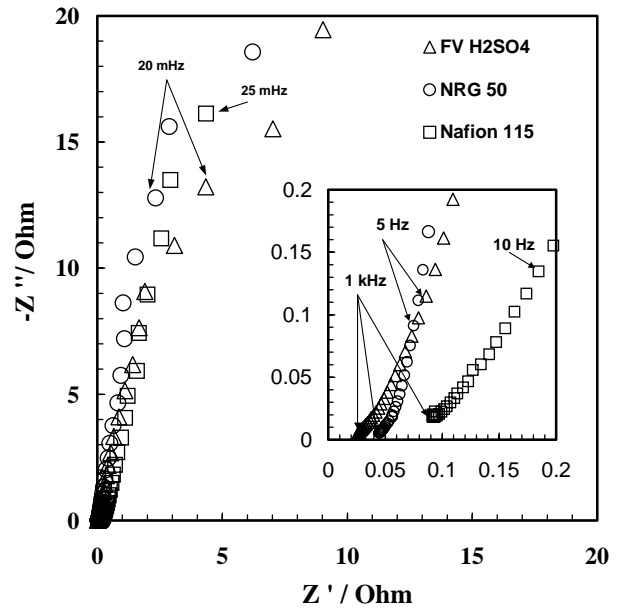 20
15
10
5
0
-Z ''/ Ohm
0
5
10
15
20
Z ' / Ohm
△ FV H2SO4
○ NRG 50
□ Nafion 115
20 mHz
25 mHz
0.2
0.15
0.1
0.05
0
0
0.05
0.1
0.15
0.2
5 Hz
10 Hz
1 kHz